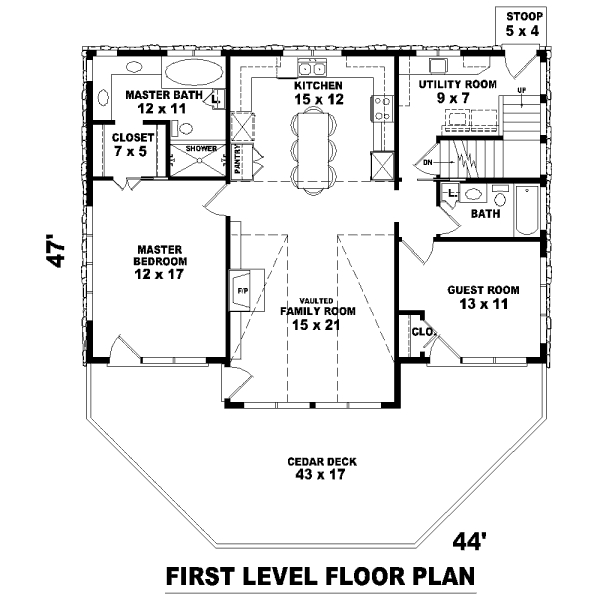 STOOP
5 x 4
MASTER BATH
12 x 11
L.
KITCHEN
15 x 12
UTILITY ROOM
9 x 7
UP
CLOSET
7 x 5
SHOWER
PANTRY
DN
L.
BATH
MASTER
BEDROOM
12 x 17
47'
F/P
VAULTED
FAMILY ROOM
15 x 21
GUEST ROOM
13 x 11
CLO.
CEDAR DECK
43 x 17
44'
FIRST LEVEL FLOOR PLAN